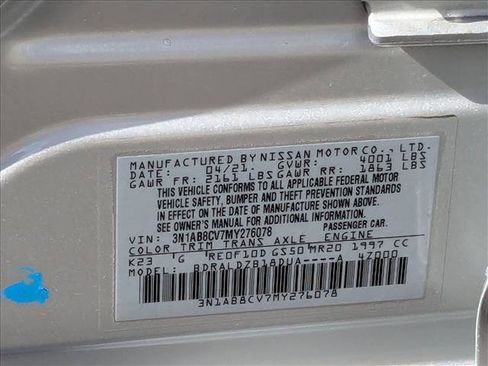 MANUFACTURED BY NISSAN MOTOR CO., LTD.
DATE: 04/21. GVWR: 4001 LBS
GAWR FR: 2161 LBS GAWR RR: 1863 LBS
THIS VEHICLE CONFORMS TO ALL APPLICABLE FEDERAL MOTOR
VEHICLE SAFETY, BUMPER AND THEFT PREVENTION STANDARDS
IN EFFECT ON THE DATE OF MANUFACTURE SHOWN ABOVE.
SEE OWNER'S MANUAL FOR ADDITIONAL INFORMATION.
VIN: 3N1AB8CV7MY276078 PASSENGER CAR.
COLOR TRIM TRANS AXLE ENGINE
K23 G RE0F10D GS50 MR20 1997 CC
MODEL: BDRALDZB18DUA----A 4Z000
3N1AB8CV7MY276078